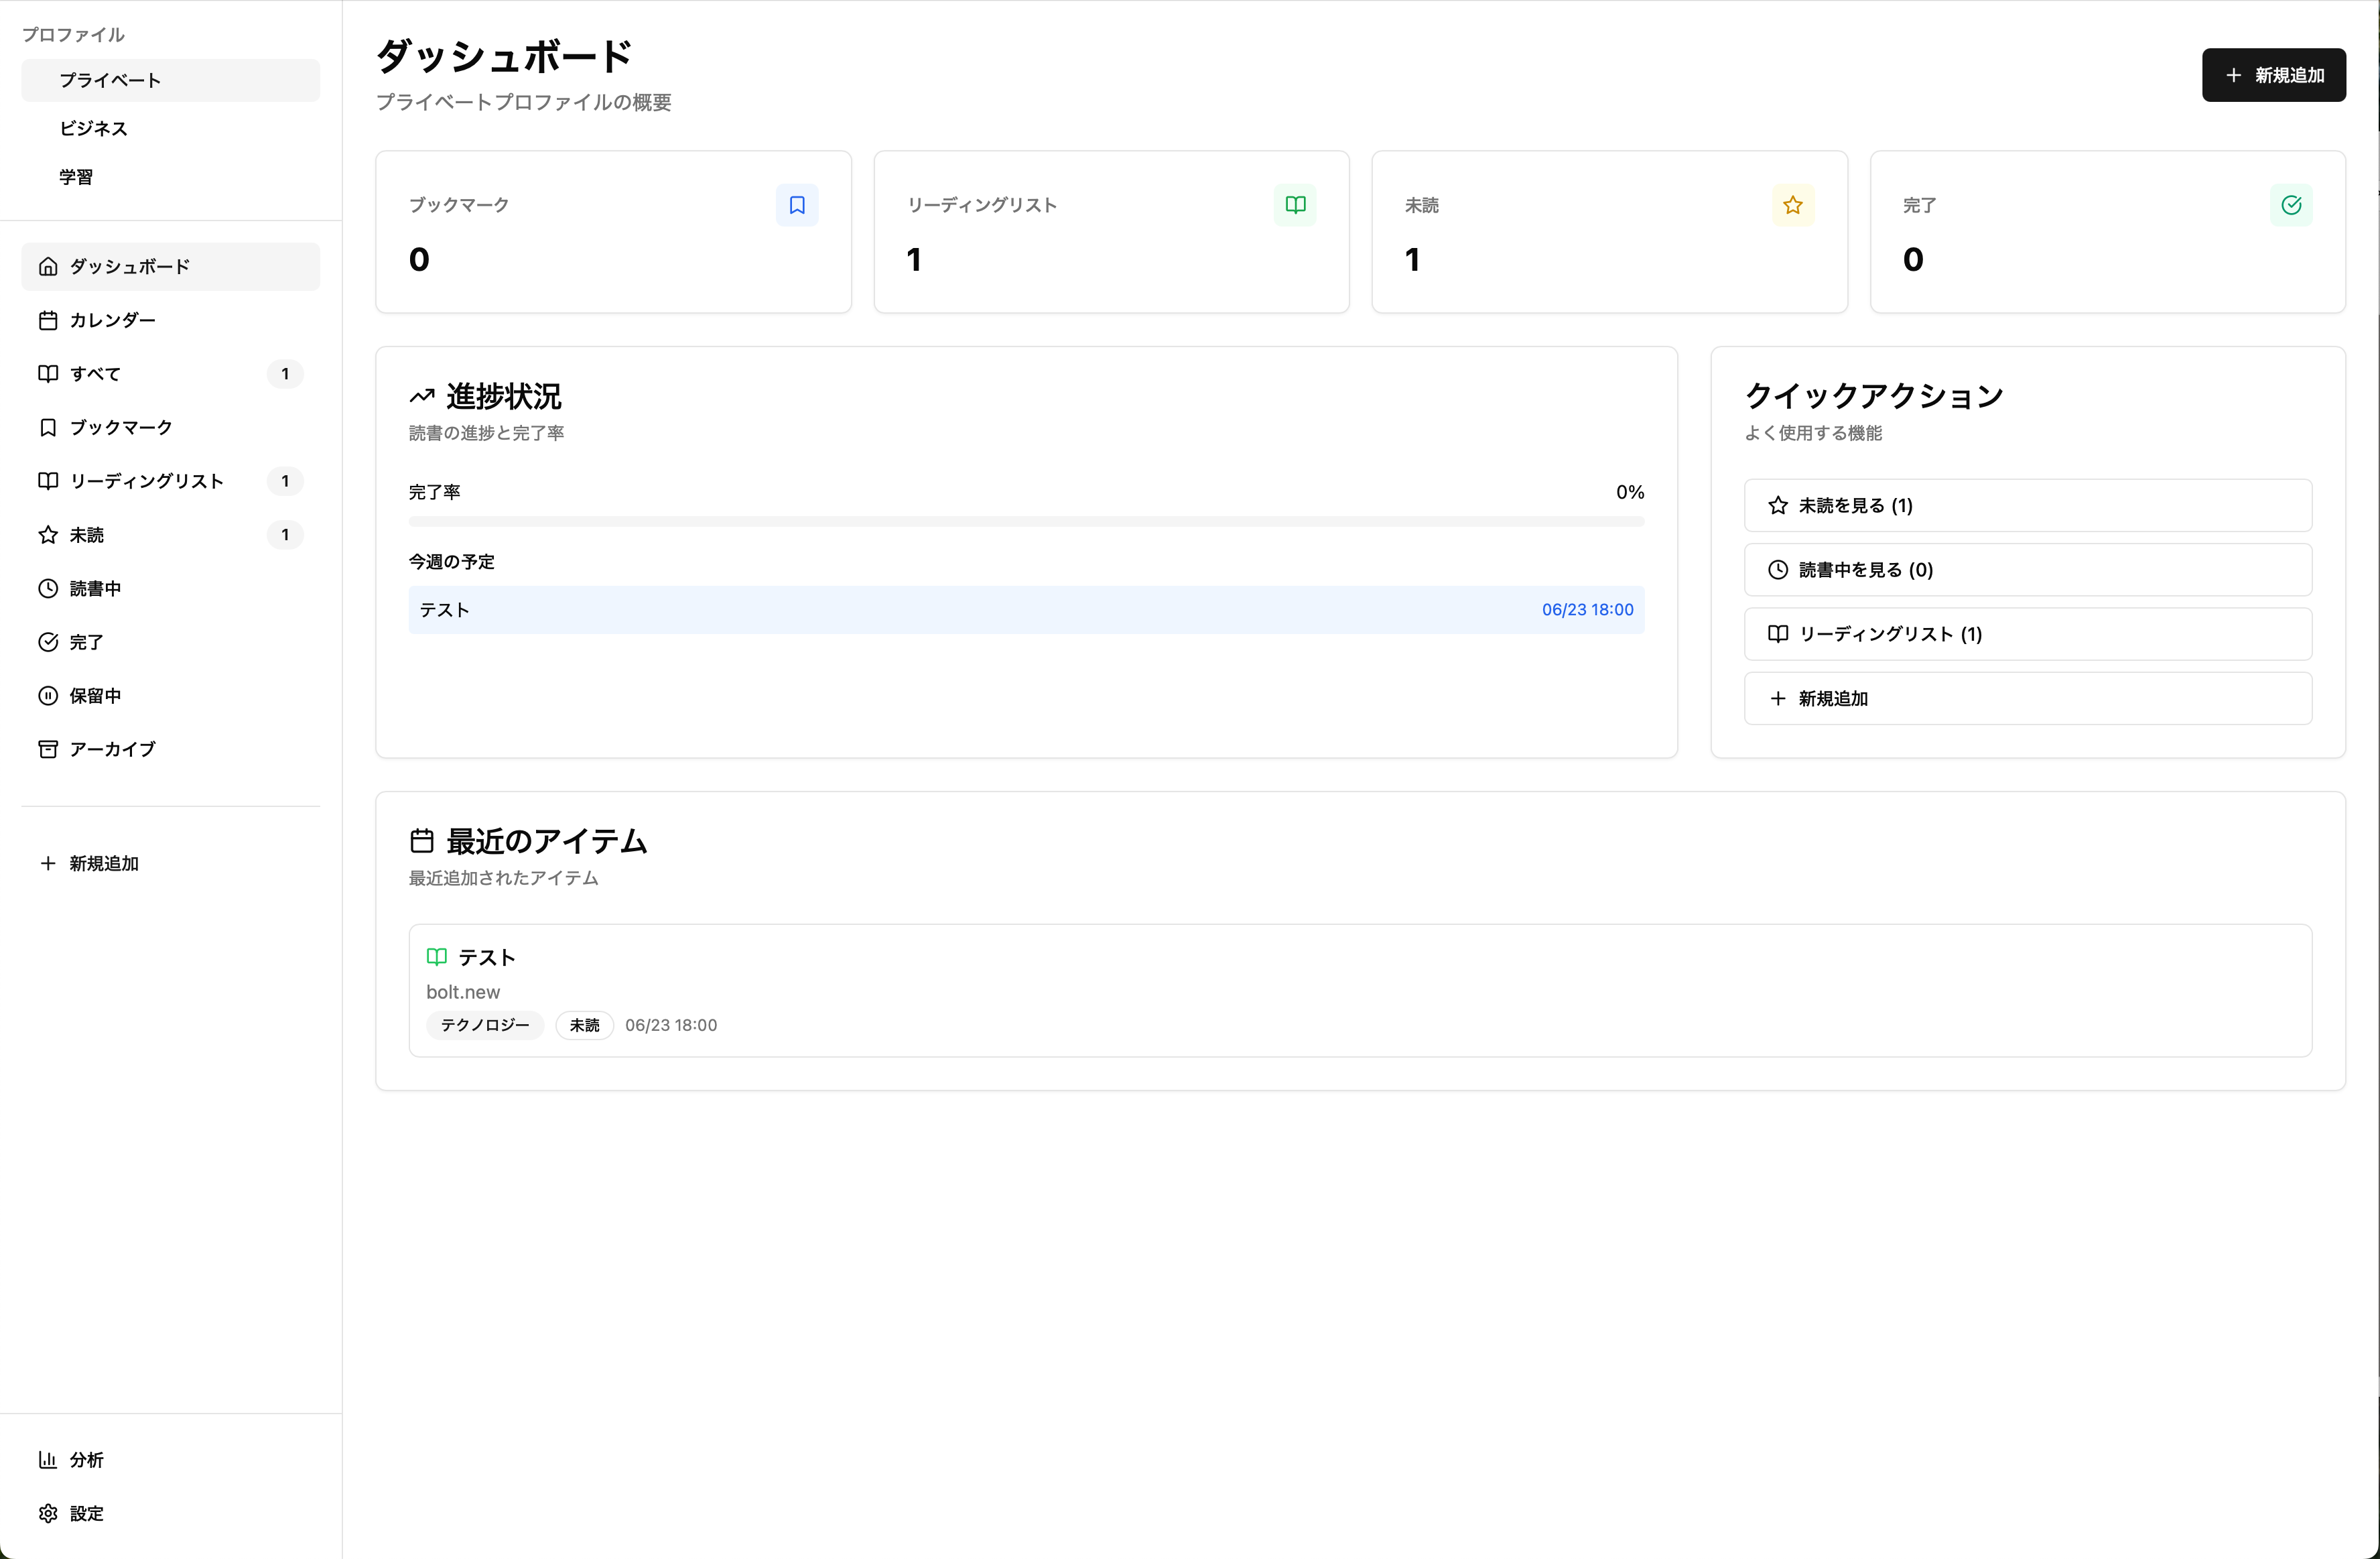 プロファイル
プライベート
ビジネス
学習
ダッシュボード
カレンダー
すべて 1
ブックマーク
リーディングリスト 1
未読 1
読書中
完了
保留中
アーカイブ
新規追加
分析
設定
ダッシュボード
プライベートプロファイルの概要
新規追加
ブックマーク
0
リーディングリスト
1
未読
1
完了
0
進捗状況
読書の進捗と完了率
完了率 0%
今週の予定
テスト 06/23 18:00
クイックアクション
よく使用する機能
未読を見る (1)
読書中を見る (0)
リーディングリスト (1)
新規追加
最近のアイテム
最近追加されたアイテム
テスト
bolt.new
テクノロジー 未読 06/23 18:00